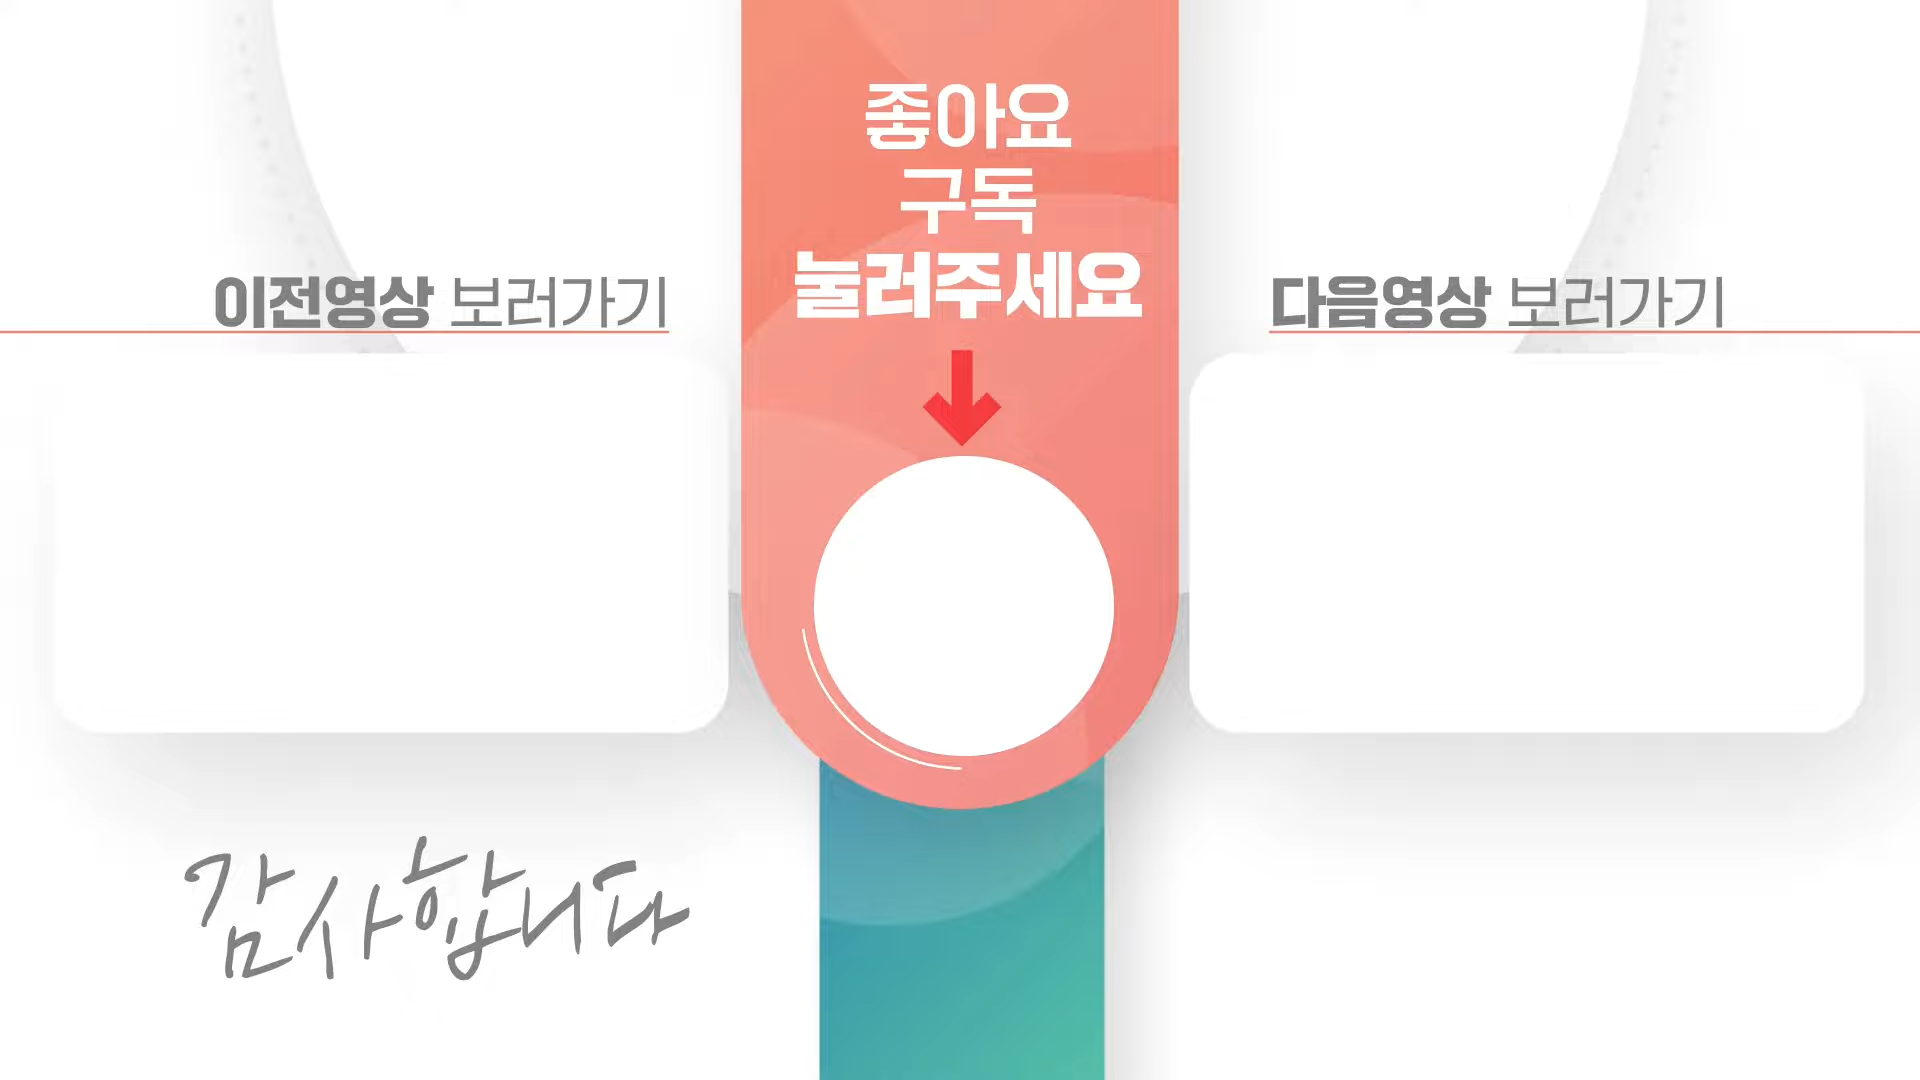 좋아요
구독
눌러주세요
이전영상 보러가기
다음영상 보러가기
감사합니다